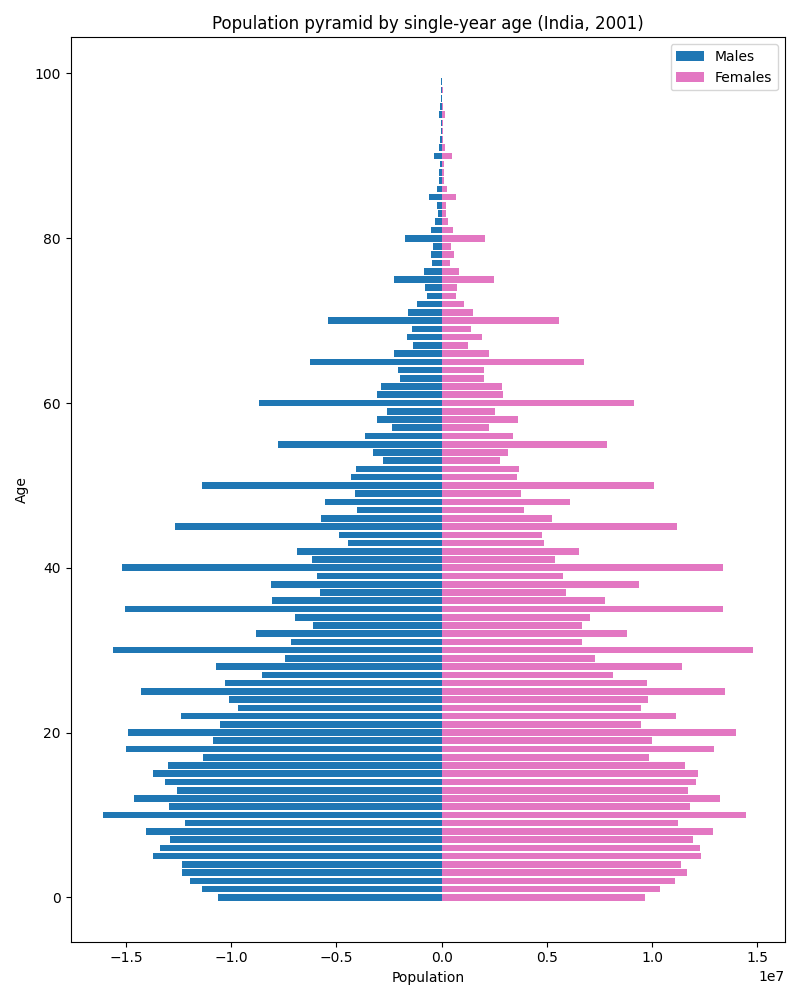 Population pyramid by single-year age (India, 2001)
Males
Females
100
80
60
40
20
0
Age
−1.5
−1.0
−0.5
0.0
0.5
1.0
1.5
1e7
Population